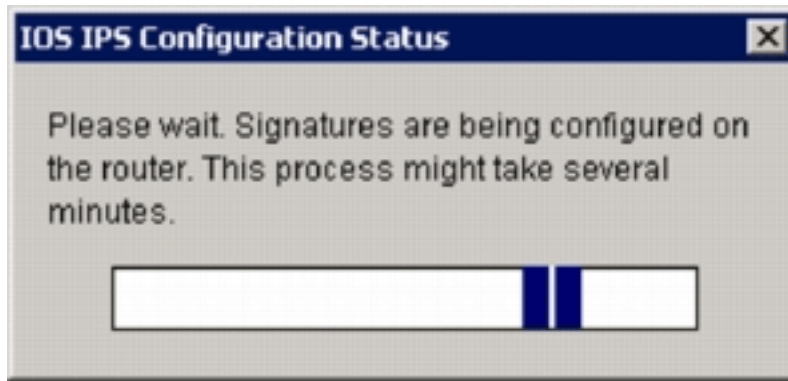 IOS IPS Configuration Status
Please wait. Signatures are being configured on
the router. This process might take several
minutes.